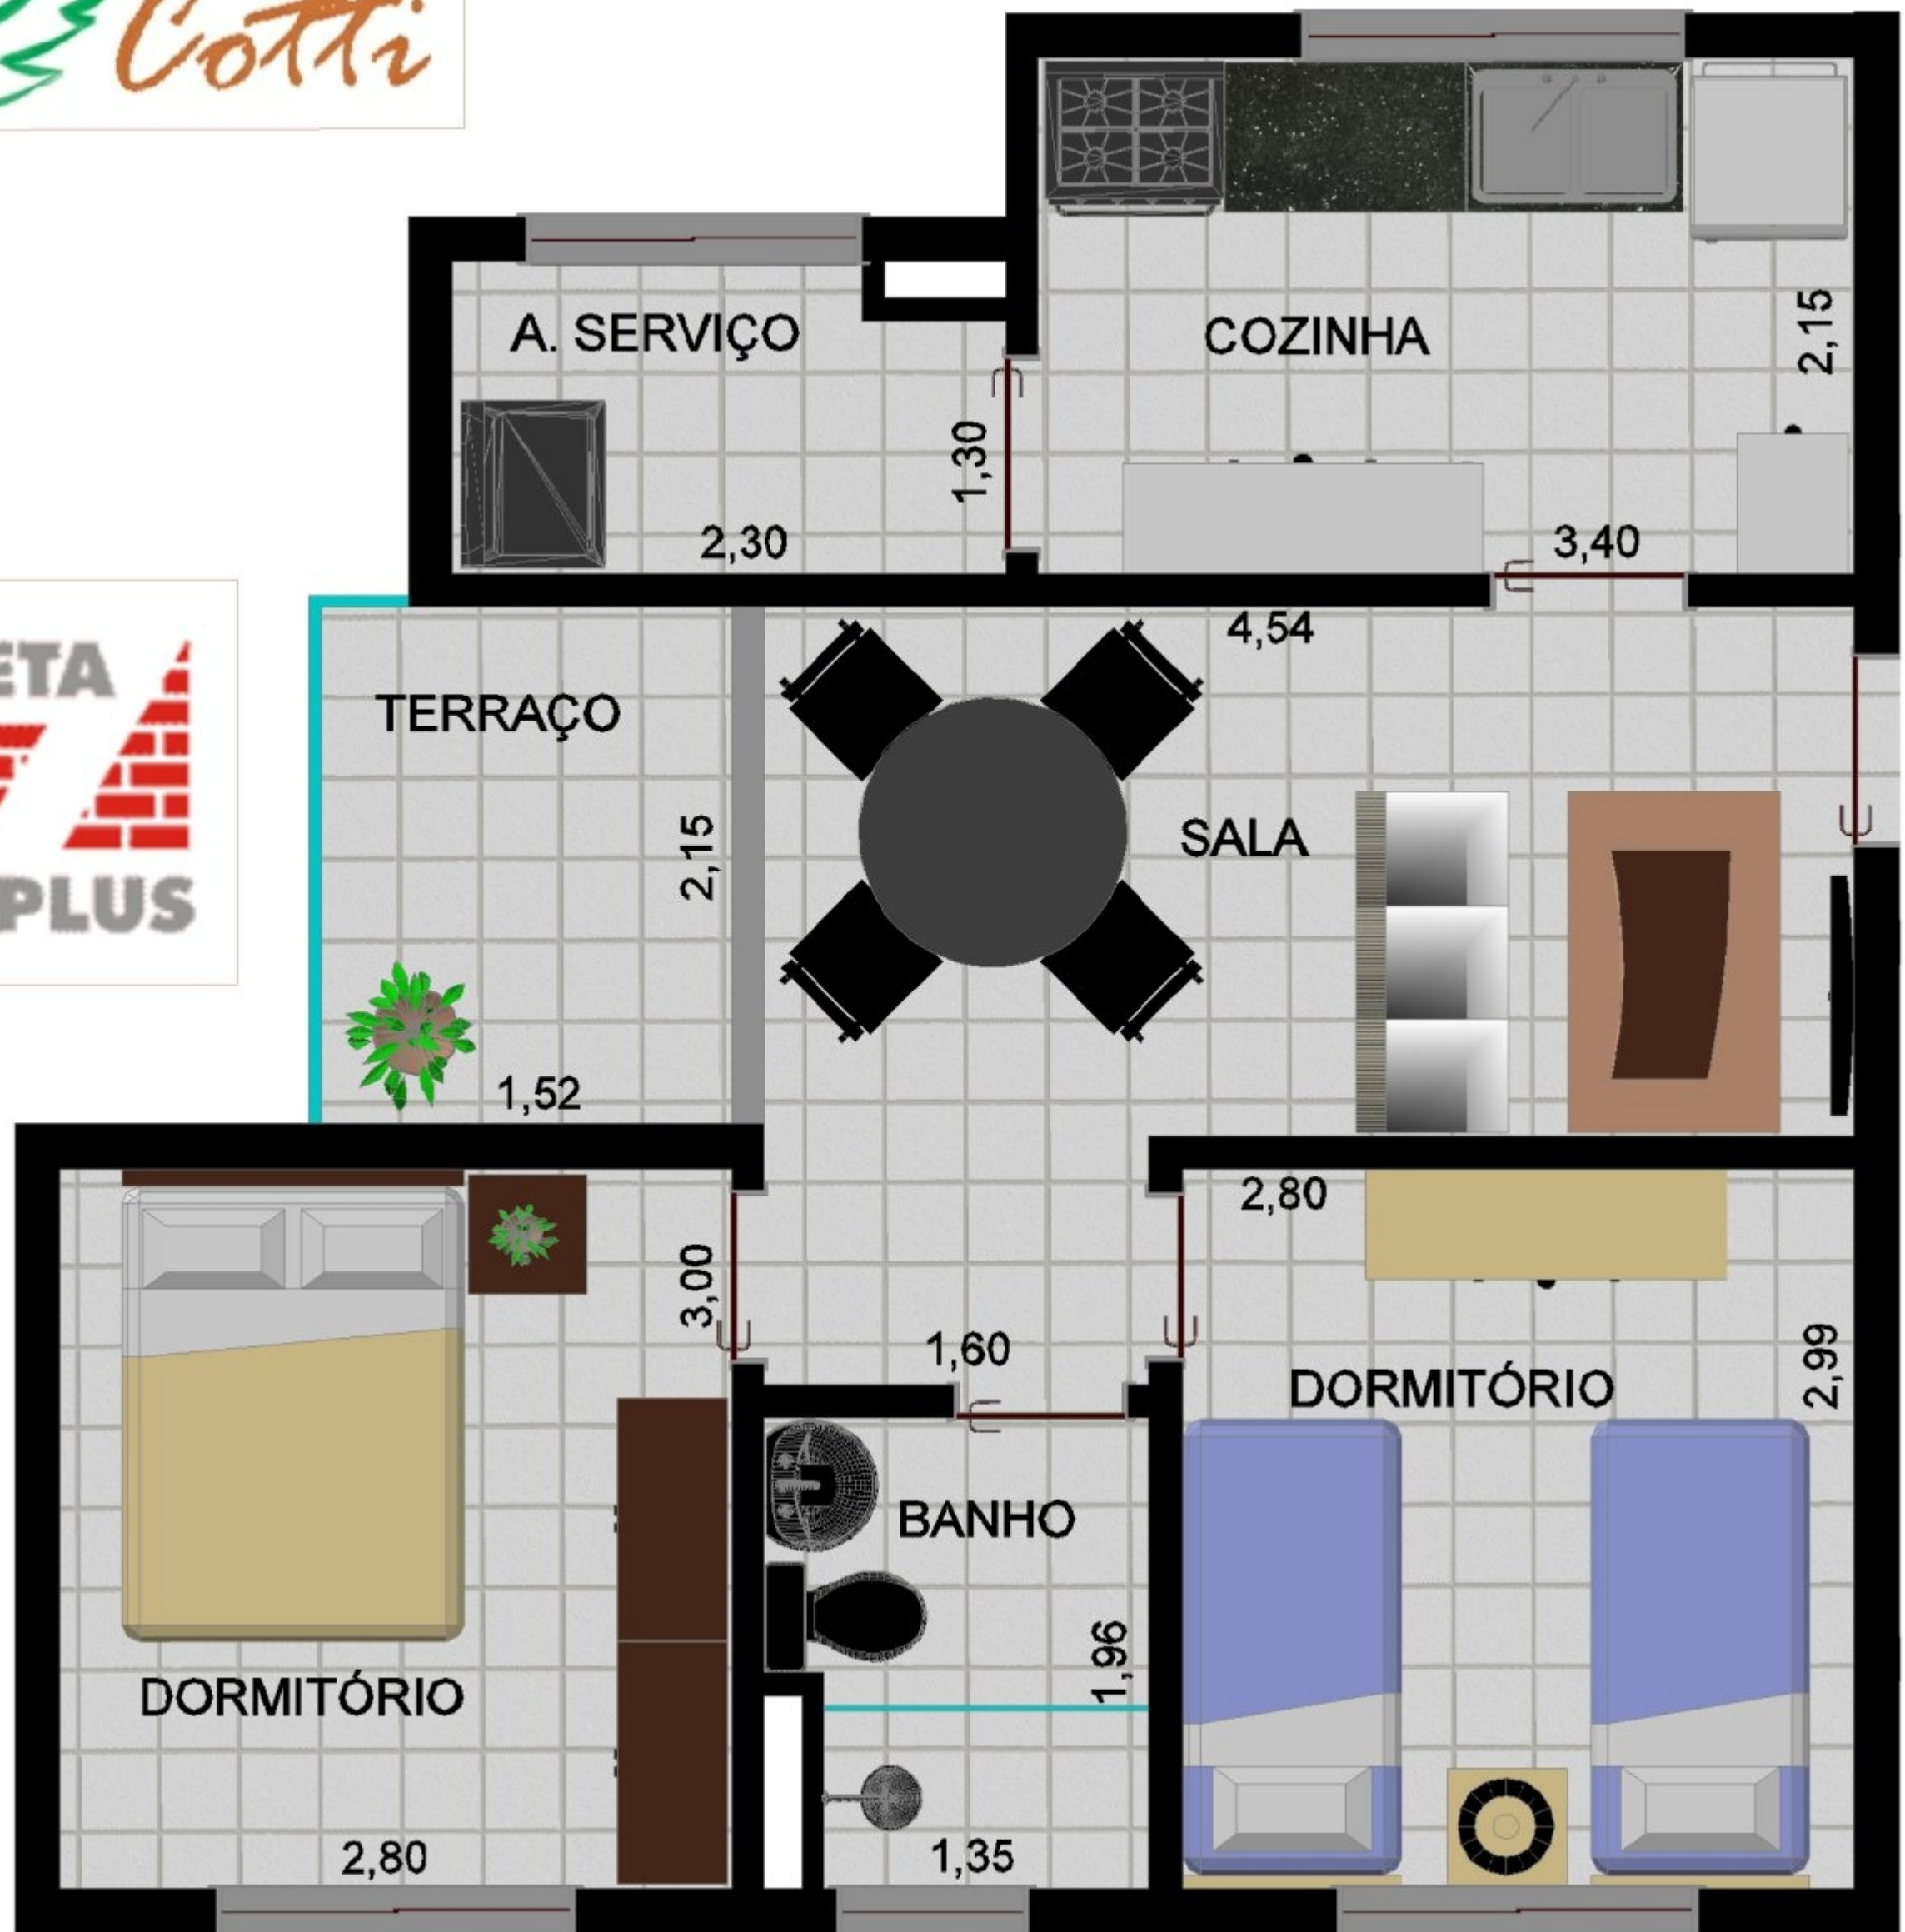 Cotti
A. SERVIÇO
COZINHA
2,15
1,30
2,30
3,40
4,54
TERRAÇO
SALA
2,15
1,52
PLUS
2,80
3,00
1,60
DORMITÓRIO
2,99
BANHO
1,96
DORMITÓRIO
2,80
1,35